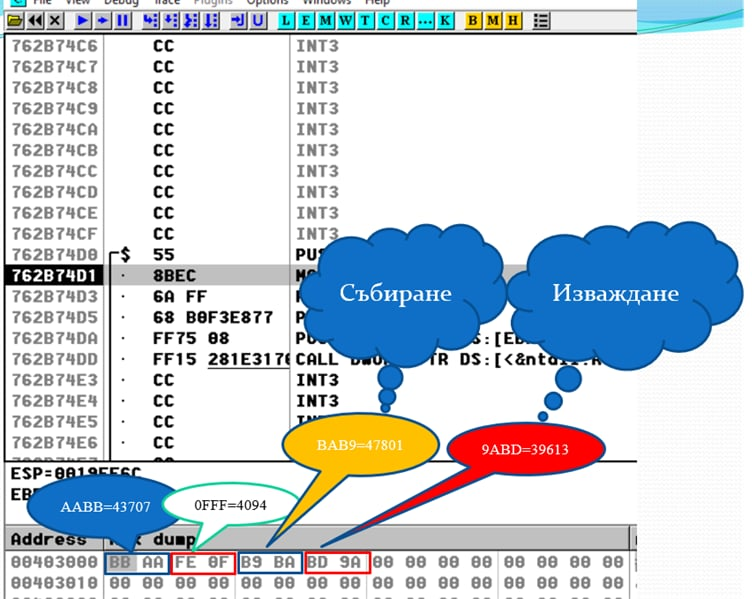 File View Debug Trace Plugins Options Windows Help
L E M W T C R ... K B M H
762B74C6 CC INT3
762B74C7 CC INT3
762B74C8 CC INT3
762B74C9 CC INT3
762B74CA CC INT3
762B74CB CC INT3
762B74CC CC INT3
762B74CD CC INT3
762B74CE CC INT3
762B74CF CC INT3
762B74D0 $ 55
762B74D1 · 8BEC
762B74D3 · 6A FF
762B74D5 · 68 B0F3E877
762B74DA · FF75 08
762B74DD · FF15 281E3176 CALL
762B74E3 · CC INT3
762B74E4 · CC INT3
762B74E5 · CC
762B74E6 · CC
Събиране
Изваждане
BAB9=47801
9ABD=39613
ESP=0019FF6C
AABB=43707
0FFF=4094
Address dump
00403000 BB AA FE 0F B9 BA BD 9A 00 00 00 00 00 00 00 00
00403010 00 00 00 00 00 00 00 00 00 00 00 00 00 00 00 00